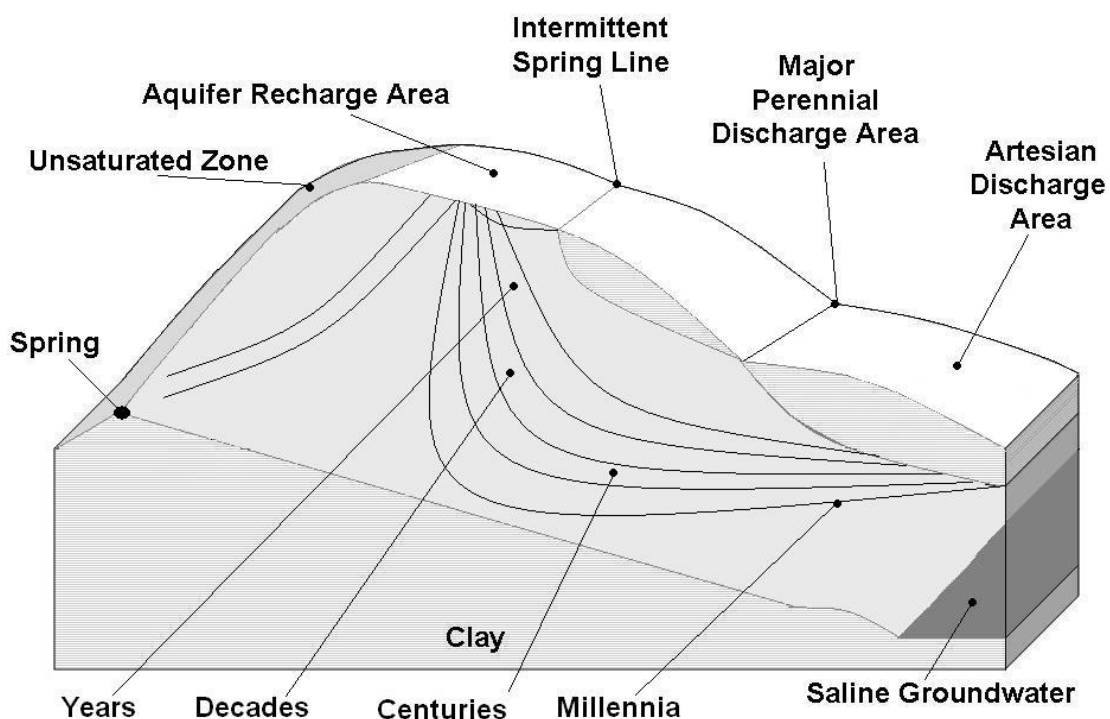 Intermittent
Spring Line
Major
Perennial
Discharge Area
Aquifer Recharge Area
Artesian
Discharge
Area
Unsaturated Zone
Spring
Clay
Years
Decades
Centuries
Millennia
Saline Groundwater